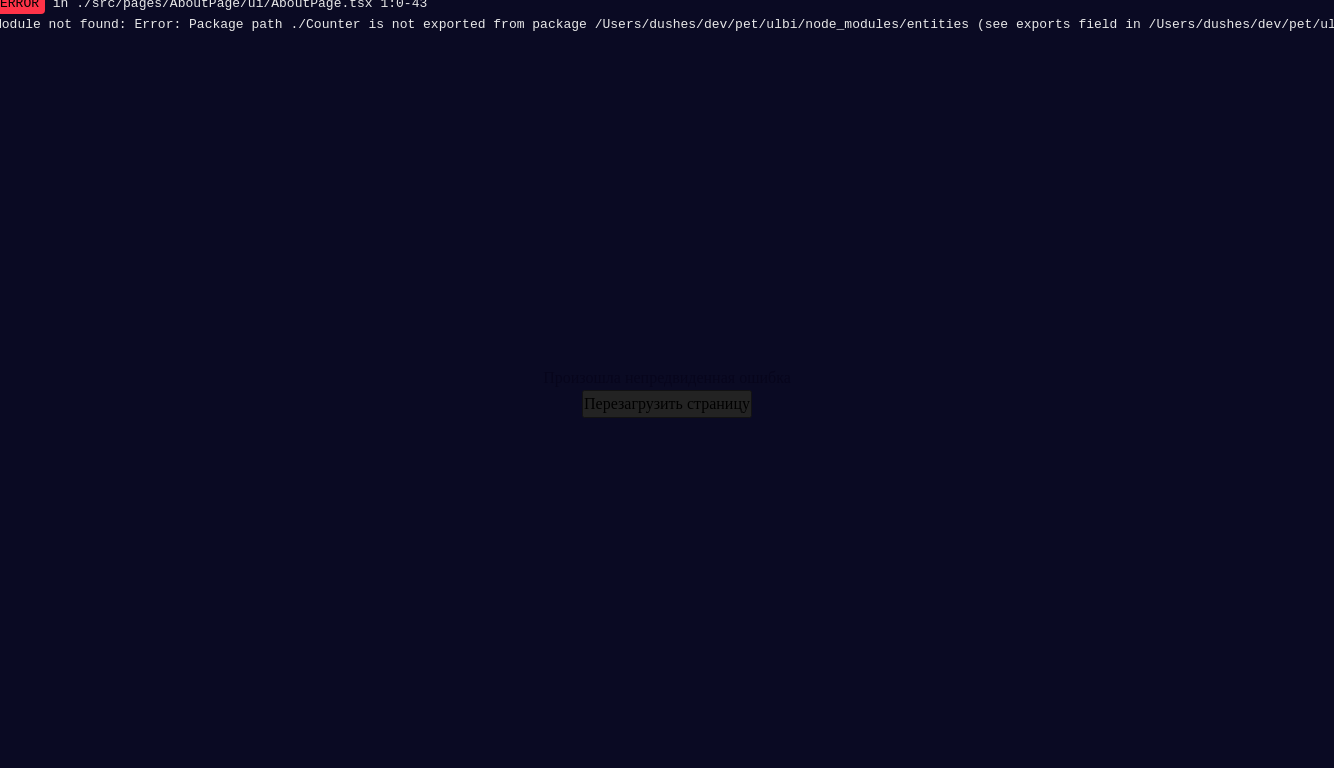 ERROR in ./src/pages/AboutPage/ui/AboutPage.tsx 1:0-43
Module not found: Error: Package path ./Counter is not exported from package /Users/dushes/dev/pet/ulbi/node_modules/entities (see exports field in /Users/dushes/dev/pet/ul
Произошла непредвиденная ошибка
Перезагрузить страницу